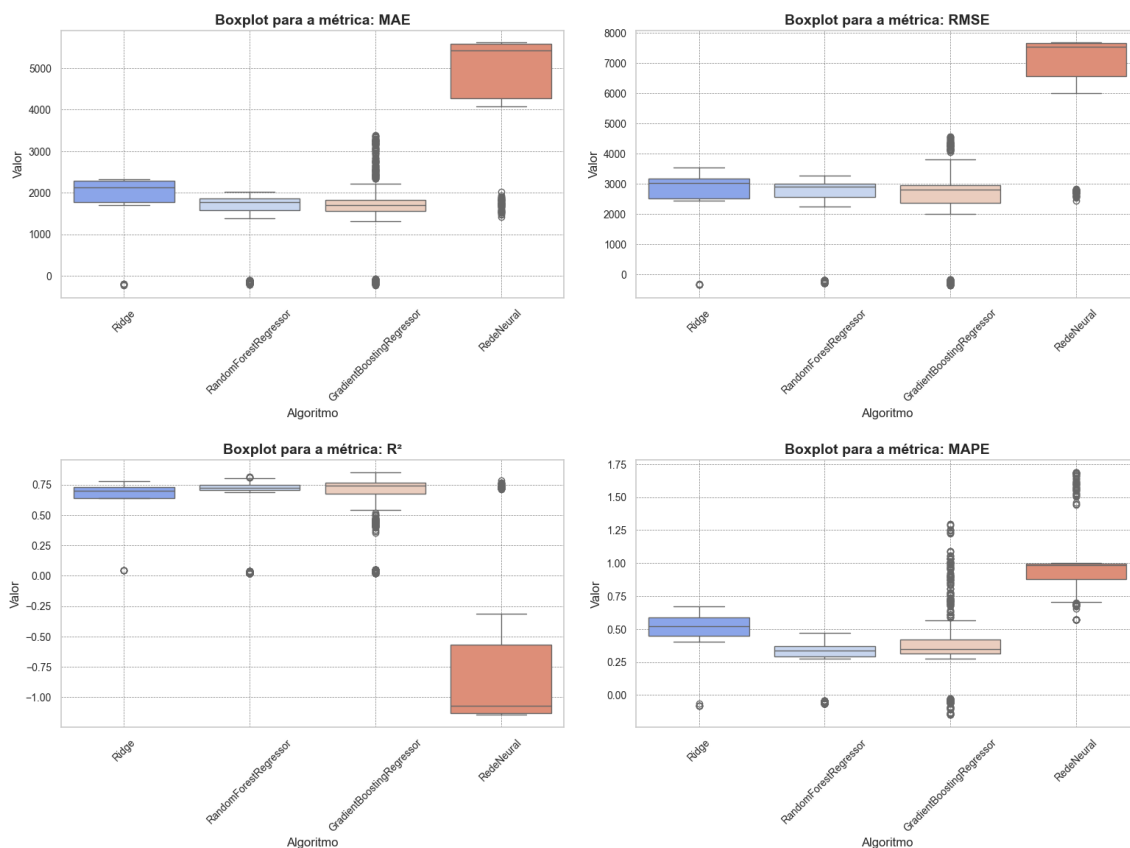 Boxplot para a métrica: MAE
Valor
5000
4000
3000
2000
1000
0
Ridge
RandomForestRegressor
GradientBoostingRegressor
RedeNeural
Algoritmo
Boxplot para a métrica: RMSE
Valor
8000
7000
6000
5000
4000
3000
2000
1000
0
Ridge
RandomForestRegressor
GradientBoostingRegressor
RedeNeural
Algoritmo
Boxplot para a métrica: R²
Valor
0.75
0.50
0.25
0.00
−0.25
−0.50
−0.75
−1.00
Ridge
RandomForestRegressor
GradientBoostingRegressor
RedeNeural
Algoritmo
Boxplot para a métrica: MAPE
Valor
1.75
1.50
1.25
1.00
0.75
0.50
0.25
0.00
Ridge
RandomForestRegressor
GradientBoostingRegressor
RedeNeural
Algoritmo